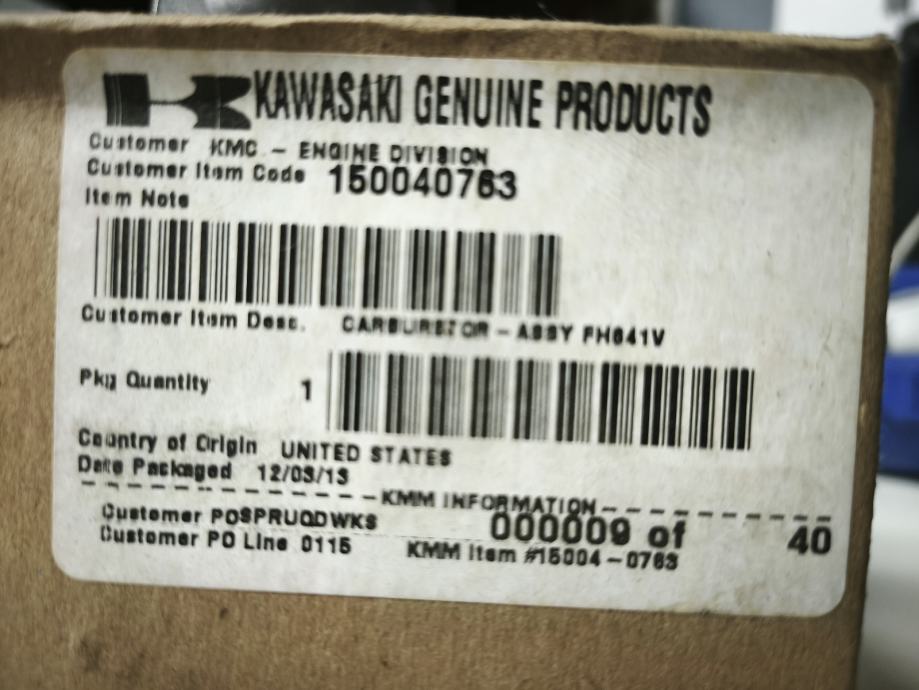 KAWASAKI GENUINE PRODUCTS
Customer KMC - ENGINE DIVISION
Customer Item Code 150040763
Item Note
Customer Item Desc. CARBURETOR - ASSY FH641V
Pkg Quantity 1
Country of Origin UNITED STATES
Date Packaged 12/03/13
KMM INFORMATION
Customer PO SPRUQDWKS 000009 of 40
Customer PO Line 0115 KMM Item #15004-0763